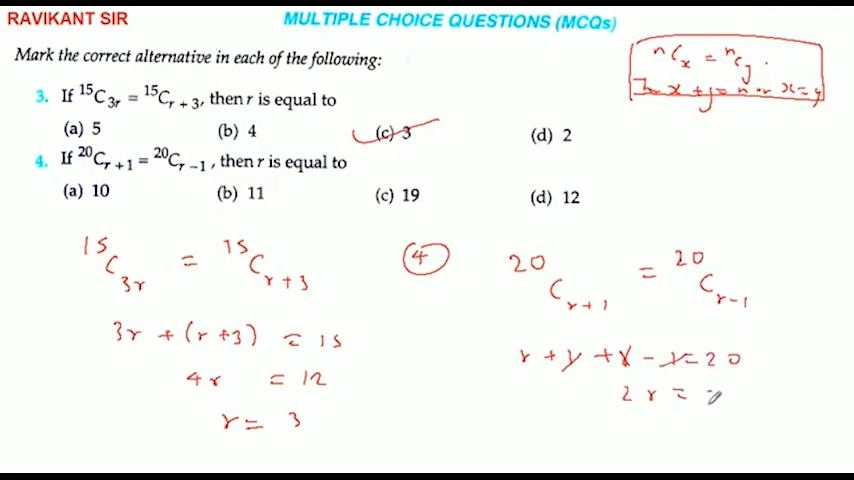 RAVIKANT SIR
MULTIPLE CHOICE QUESTIONS (MCQs)
Mark the correct alternative in each of the following:
ⁿCₓ = ⁿCy .
x + y = n or x = y
3. If ¹⁵C₃ᵣ = ¹⁵Cᵣ ₊ ₃, then r is equal to
(a) 5 (b) 4 (c) 3 (d) 2
4. If ²⁰Cᵣ ₊ ₁ = ²⁰Cᵣ ₋ ₁, then r is equal to
(a) 10 (b) 11 (c) 19 (d) 12
¹⁵C₃ᵣ = ¹⁵Cᵣ ₊ ₃
3r + (r + 3) = 15
4r = 12
r = 3
4
²⁰Cᵣ₊₁ = ²⁰Cᵣ₋₁
r + 1 + r - 1 = 20
2r =